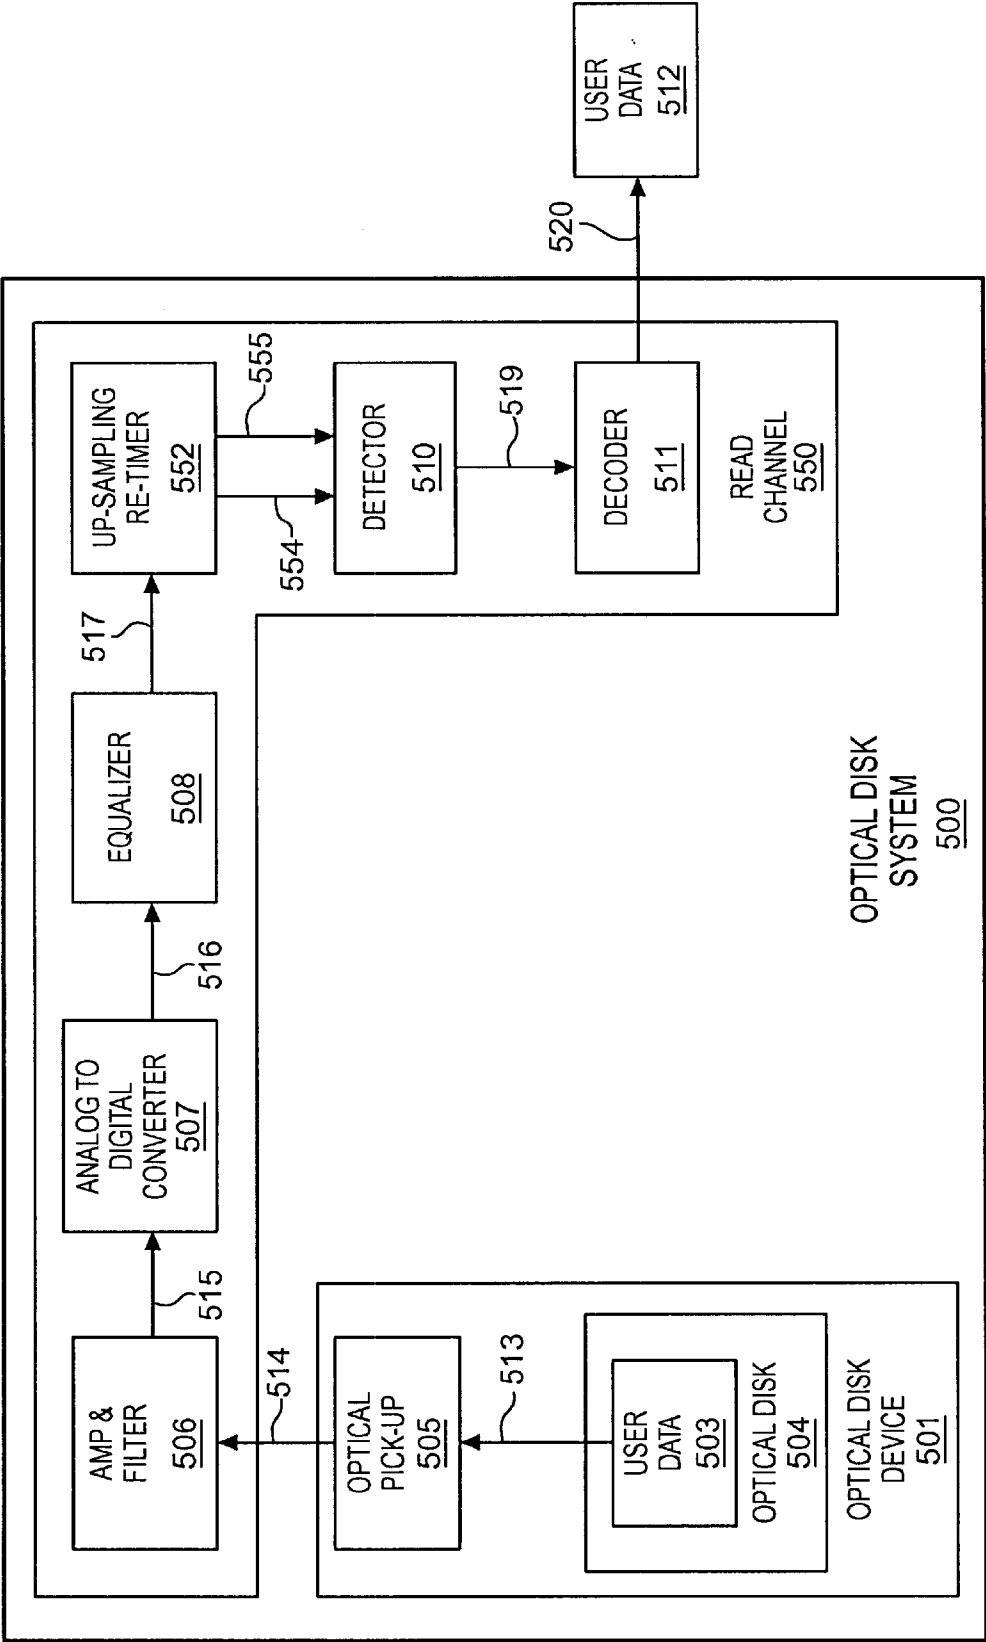 AMP &
FILTER
506
515
ANALOG TO
DIGITAL
CONVERTER
507
516
EQUALIZER
508
517
UP-SAMPLING
RE-TIMER
552
554
555
DETECTOR
510
519
DECODER
511
READ
CHANNEL
550
520
USER
DATA
512
514
OPTICAL
PICK-UP
505
513
USER
DATA
503
OPTICAL DISK
504
OPTICAL DISK
DEVICE
501
OPTICAL DISK
SYSTEM
500